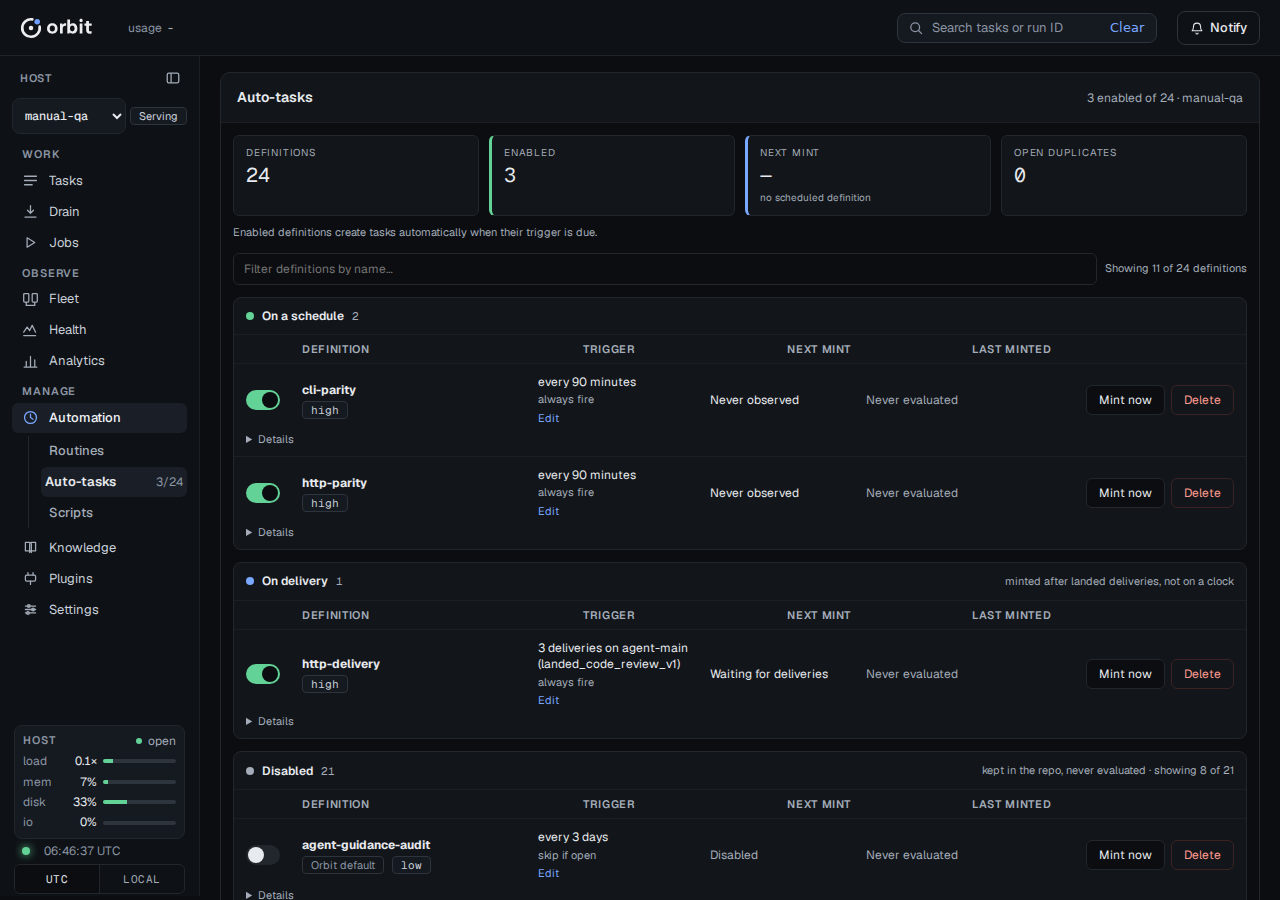 orbit
usage -
Search tasks or run ID
Clear
Notify
HOST
manual-qa
Serving
WORK
Tasks
Drain
Jobs
OBSERVE
Fleet
Health
Analytics
MANAGE
Automation
Routines
Auto-tasks 3/24
Scripts
Knowledge
Plugins
Settings
HOST open
load 0.1×
mem 7%
disk 33%
io 0%
06:46:37 UTC
UTC LOCAL
Auto-tasks
3 enabled of 24 · manual-qa
DEFINITIONS
24
ENABLED
3
NEXT MINT
—
no scheduled definition
OPEN DUPLICATES
0
Enabled definitions create tasks automatically when their trigger is due.
Filter definitions by name…
Showing 11 of 24 definitions
On a schedule 2
DEFINITION TRIGGER NEXT MINT LAST MINTED
cli-parity
high
every 90 minutes
always fire
Edit
Never observed
Never evaluated
Mint now
Delete
Details
http-parity
high
every 90 minutes
always fire
Edit
Never observed
Never evaluated
Mint now
Delete
Details
On delivery 1
minted after landed deliveries, not on a clock
DEFINITION TRIGGER NEXT MINT LAST MINTED
http-delivery
high
3 deliveries on agent-main
(landed_code_review_v1)
always fire
Edit
Waiting for deliveries
Never evaluated
Mint now
Delete
Details
Disabled 21
kept in the repo, never evaluated · showing 8 of 21
DEFINITION TRIGGER NEXT MINT LAST MINTED
agent-guidance-audit
Orbit default low
every 3 days
skip if open
Edit
Disabled
Never evaluated
Mint now
Delete
Details